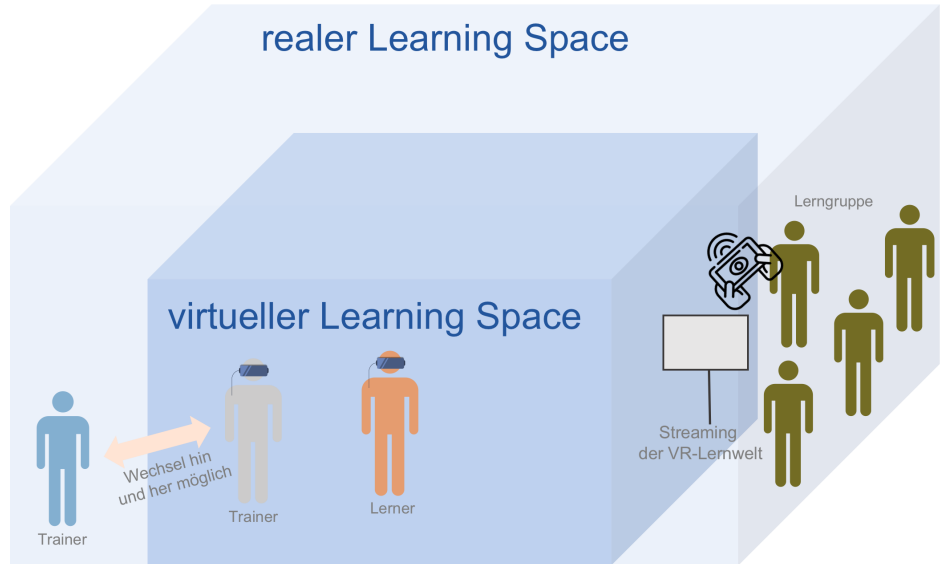 realer Learning Space
virtueller Learning Space
Lerngruppe
Wechsel hin
und her möglich
Streaming
der VR-Lernwelt
Trainer
Trainer
Lerner